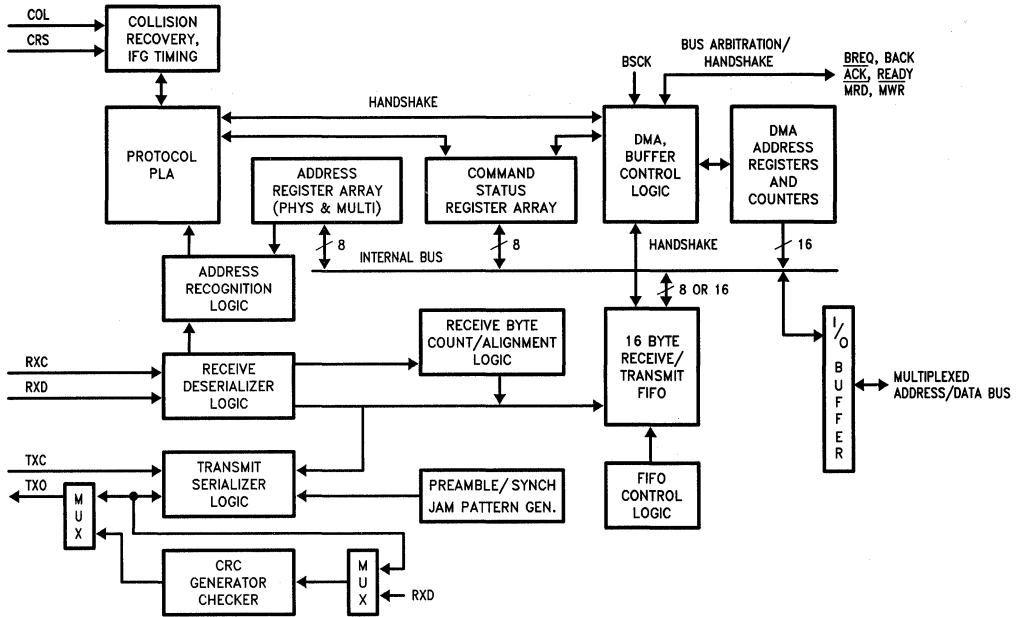 COL
CRS
COLLISION
RECOVERY,
IFG TIMING
BUS ARBITRATION/
HANDSHAKE
BSCK
BREQ, BACK
ACK, READY
MRD, MWR
HANDSHAKE
PROTOCOL
PLA
ADDRESS
REGISTER ARRAY
(PHYS & MULTI)
COMMAND
STATUS
REGISTER ARRAY
DMA,
BUFFER
CONTROL
LOGIC
DMA
ADDRESS
REGISTERS
AND
COUNTERS
8
8
HANDSHAKE
16
INTERNAL BUS
ADDRESS
RECOGNITION
LOGIC
8 OR 16
RECEIVE BYTE
COUNT/ALIGNMENT
LOGIC
16 BYTE
RECEIVE/
TRANSMIT
FIFO
I/O BUFFER
RXC
RXD
RECEIVE
DESERIALIZER
LOGIC
MULTIPLEXED
ADDRESS/DATA BUS
TXC
TXO
MUX
TRANSMIT
SERIALIZER
LOGIC
PREAMBLE/SYNCH
JAM PATTERN GEN.
FIFO
CONTROL
LOGIC
CRC
GENERATOR
CHECKER
MUX
RXD